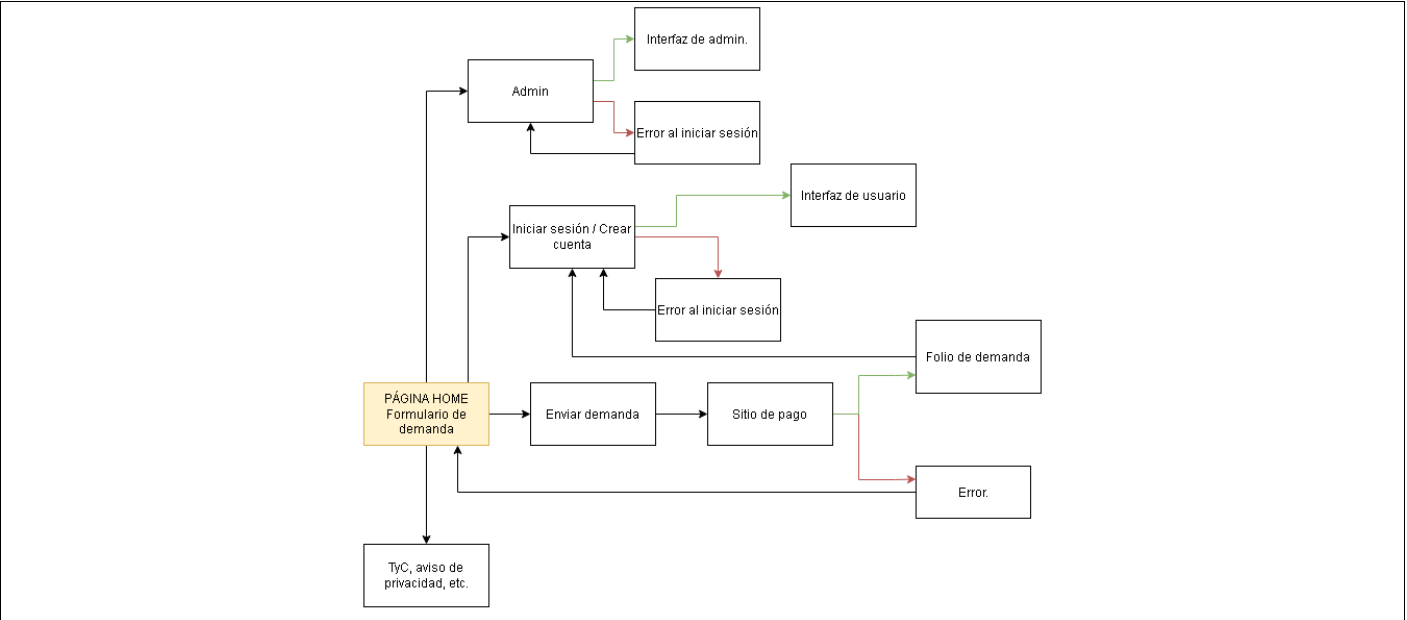 Interfaz de admin.
Admin
Error al iniciar sesión
Interfaz de usuario
Iniciar sesión / Crear
cuenta
Error al iniciar sesión
Folio de demanda
PÁGINA HOME
Formulario de
demanda
Enviar demanda
Sitio de pago
Error.
TyC, aviso de
privacidad, etc.